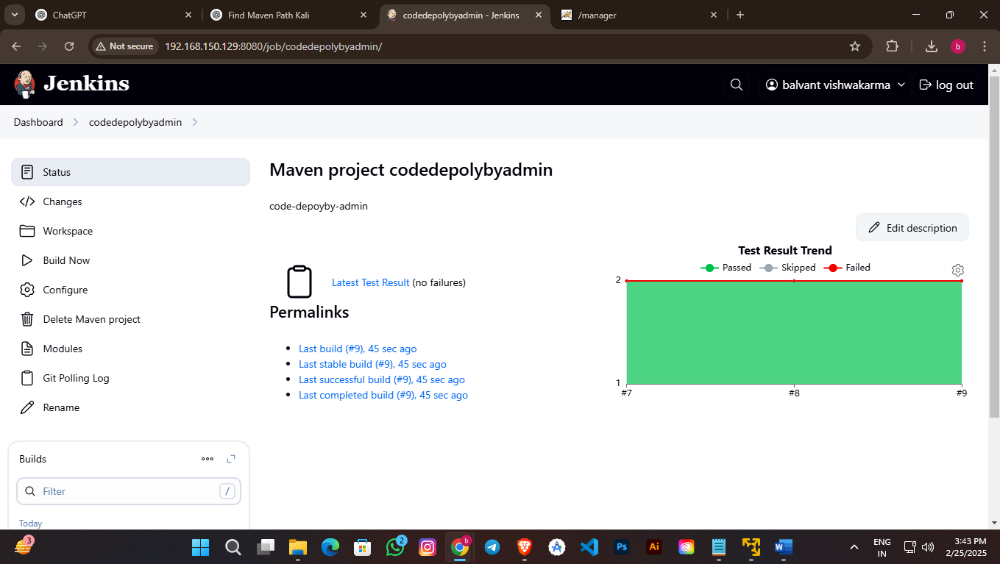 ChatGPT
Find Maven Path Kali
codedepolybyadmin - Jenkins
/manager
Not secure
192.168.150.129:8080/job/codedepolybyadmin/
b
Jenkins
balvant vishwakarma
log out
Dashboard
codedepolybyadmin
Status
Changes
Workspace
Build Now
Configure
Delete Maven project
Modules
Git Polling Log
Rename
Builds
Filter
/
Today
Maven project codedepolybyadmin
code-depoyby-admin
Edit description
Latest Test Result (no failures)
Permalinks
Last build (#9), 45 sec ago
Last stable build (#9), 45 sec ago
Last successful build (#9), 45 sec ago
Last completed build (#9), 45 sec ago
Test Result Trend
Passed Skipped Failed
2
1
#7 #8 #9
3
2
b
Ps
Ai
W
ENG
IN
3:43 PM
2/25/2025